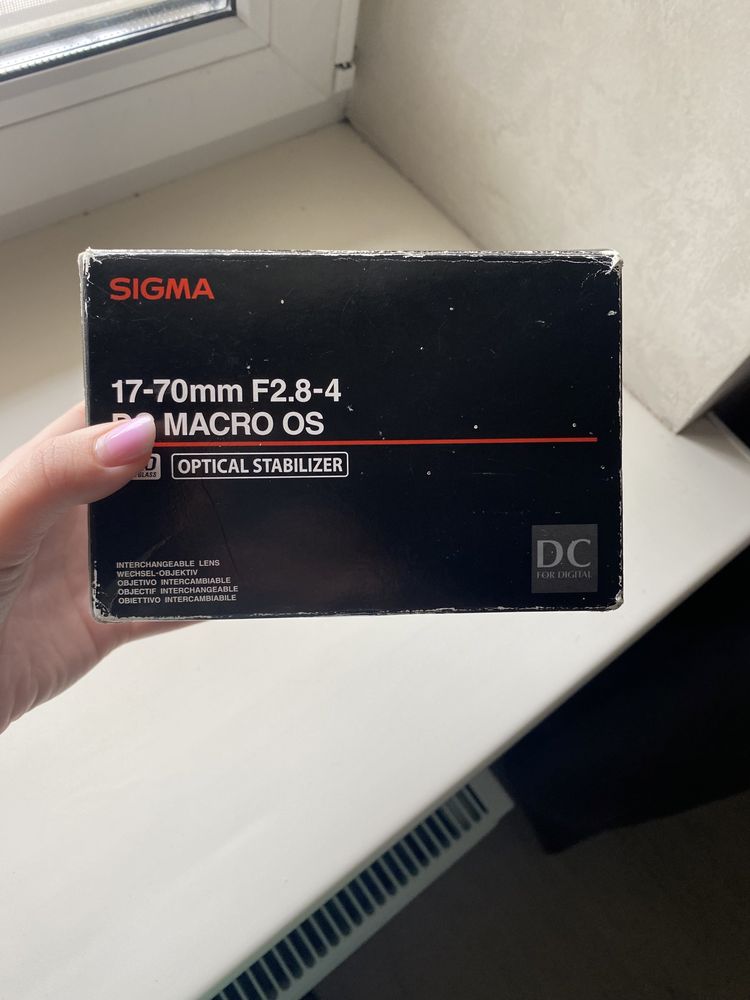 SIGMA
17-70mm F2.8-4
DC MACRO OS
OPTICAL STABILIZER
INTERCHANGEABLE LENS
WECHSEL-OBJEKTIV
OBJETIVO INTERCAMBIABLE
OBJECTIF INTERCHANGEABLE
OBIETTIVO INTERCAMBIABILE
DC
FOR DIGITAL